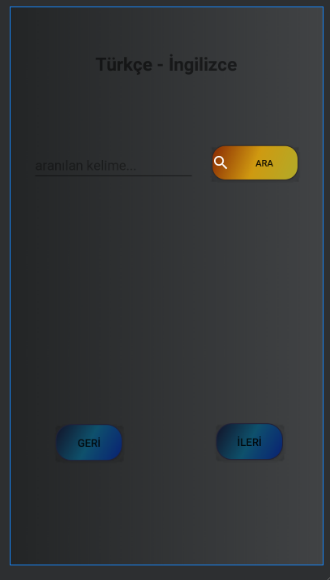 Türkçe - İngilizce
aranılan kelime...
ARA
GERİ
İLERİ